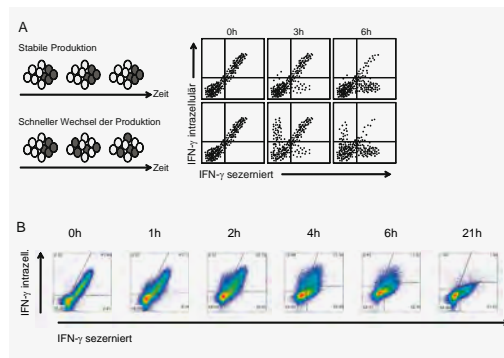 A
0h 3h 6h
Stabile Produktion
Zeit
Schneller Wechsel der Produktion
Zeit
IFN-γ intrazellulär
IFN-γ sezerniert
B
0h 1h 2h 4h 6h 21h
IFN-γ intrazell.
IFN-γ sezerniert